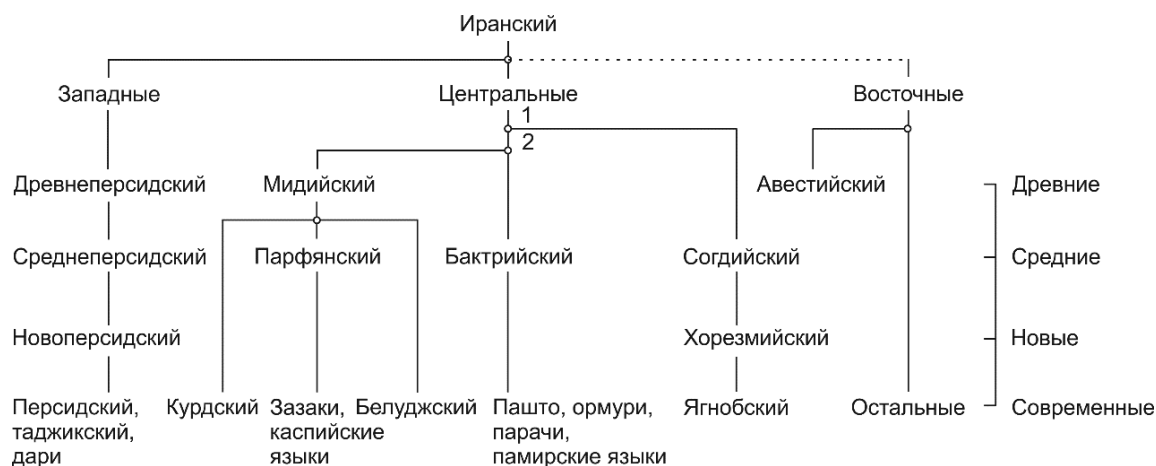 Иранский
Западные Центральные Восточные
1
2
Древнеперсидский Мидийский Авестийский Древние
Среднеперсидский Парфянский Бактрийский Согдийский Средние
Новоперсидский Хорезмийский Новые
Персидский, Курдский Зазаки, Белуджский Пашто, ормури, Ягнобский Остальные Современные
таджикский, каспийские парачи,
дари языки памирские языки